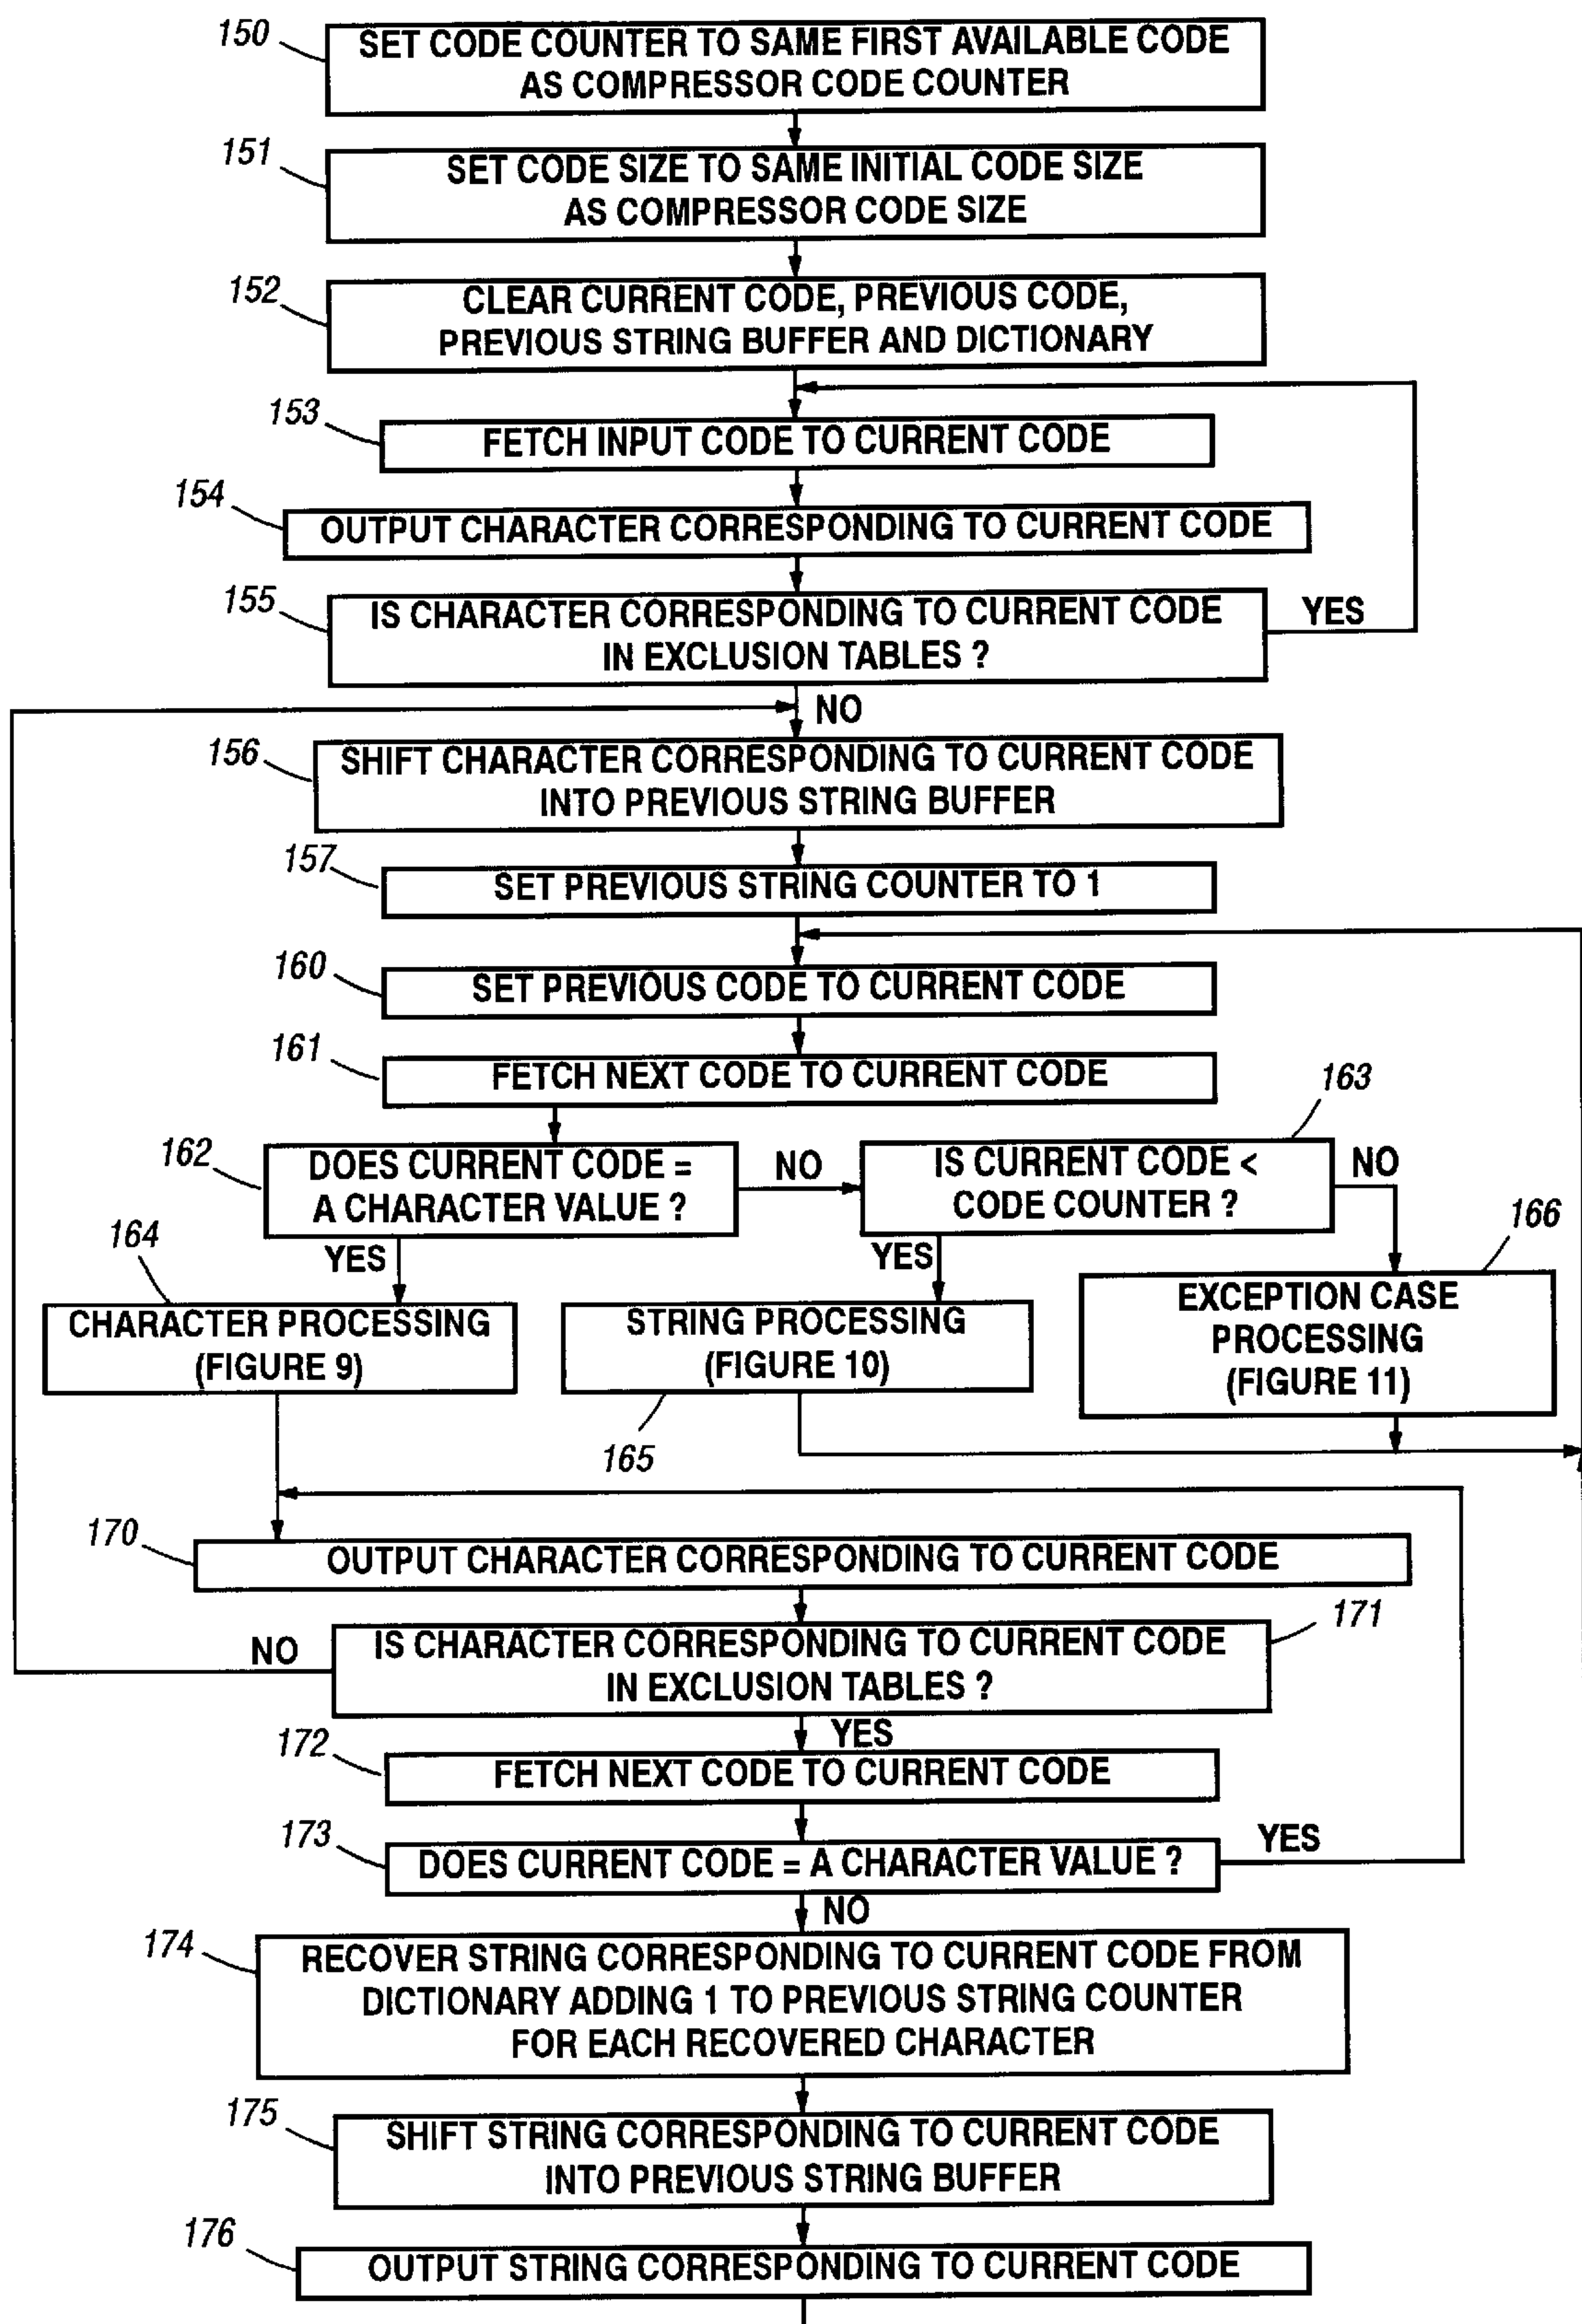 150
SET CODE COUNTER TO SAME FIRST AVAILABLE CODE
AS COMPRESSOR CODE COUNTER
151
SET CODE SIZE TO SAME INITIAL CODE SIZE
AS COMPRESSOR CODE SIZE
152
CLEAR CURRENT CODE, PREVIOUS CODE,
PREVIOUS STRING BUFFER AND DICTIONARY
153
FETCH INPUT CODE TO CURRENT CODE
154
OUTPUT CHARACTER CORRESPONDING TO CURRENT CODE
155
IS CHARACTER CORRESPONDING TO CURRENT CODE
IN EXCLUSION TABLES ?
YES
NO
156
SHIFT CHARACTER CORRESPONDING TO CURRENT CODE
INTO PREVIOUS STRING BUFFER
157
SET PREVIOUS STRING COUNTER TO 1
160
SET PREVIOUS CODE TO CURRENT CODE
161
FETCH NEXT CODE TO CURRENT CODE
162
DOES CURRENT CODE =
A CHARACTER VALUE ?
NO
YES
163
IS CURRENT CODE <
CODE COUNTER ?
NO
YES
164
CHARACTER PROCESSING
(FIGURE 9)
STRING PROCESSING
(FIGURE 10)
165
166
EXCEPTION CASE
PROCESSING
(FIGURE 11)
170
OUTPUT CHARACTER CORRESPONDING TO CURRENT CODE
171
NO
IS CHARACTER CORRESPONDING TO CURRENT CODE
IN EXCLUSION TABLES ?
YES
172
FETCH NEXT CODE TO CURRENT CODE
173
DOES CURRENT CODE = A CHARACTER VALUE ?
YES
NO
174
RECOVER STRING CORRESPONDING TO CURRENT CODE FROM
DICTIONARY ADDING 1 TO PREVIOUS STRING COUNTER
FOR EACH RECOVERED CHARACTER
175
SHIFT STRING CORRESPONDING TO CURRENT CODE
INTO PREVIOUS STRING BUFFER
176
OUTPUT STRING CORRESPONDING TO CURRENT CODE